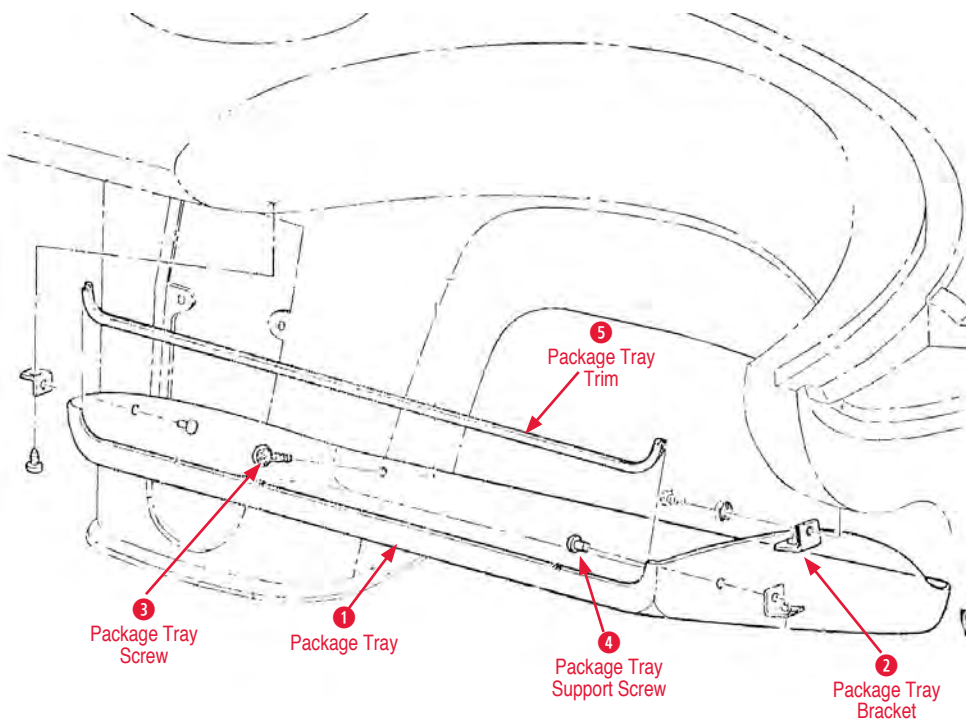 5
Package Tray
Trim
3
Package Tray
Screw
1
Package Tray
4
Package Tray
Support Screw
2
Package Tray
Bracket